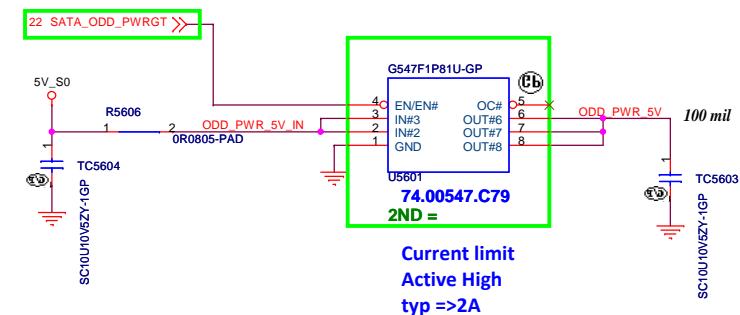 22 SATA_ODD_PWRGT
5V_S0
R5606
1 2
ODD_PWR_5V_IN
0R0805-PAD
1
TC5604
SC10U10V5ZY-1GP
G547F1P81U-GP
4 EN/EN# OC# 5
3 IN#3 OUT#6 6
2 IN#2 OUT#7 7
1 GND OUT#8 8
U5601
74.00547.C79
2ND =
ODD_PWR_5V
100 mil
1
TC5603
SC10U10V5ZY-1GP
Current limit
Active High
typ =>2A